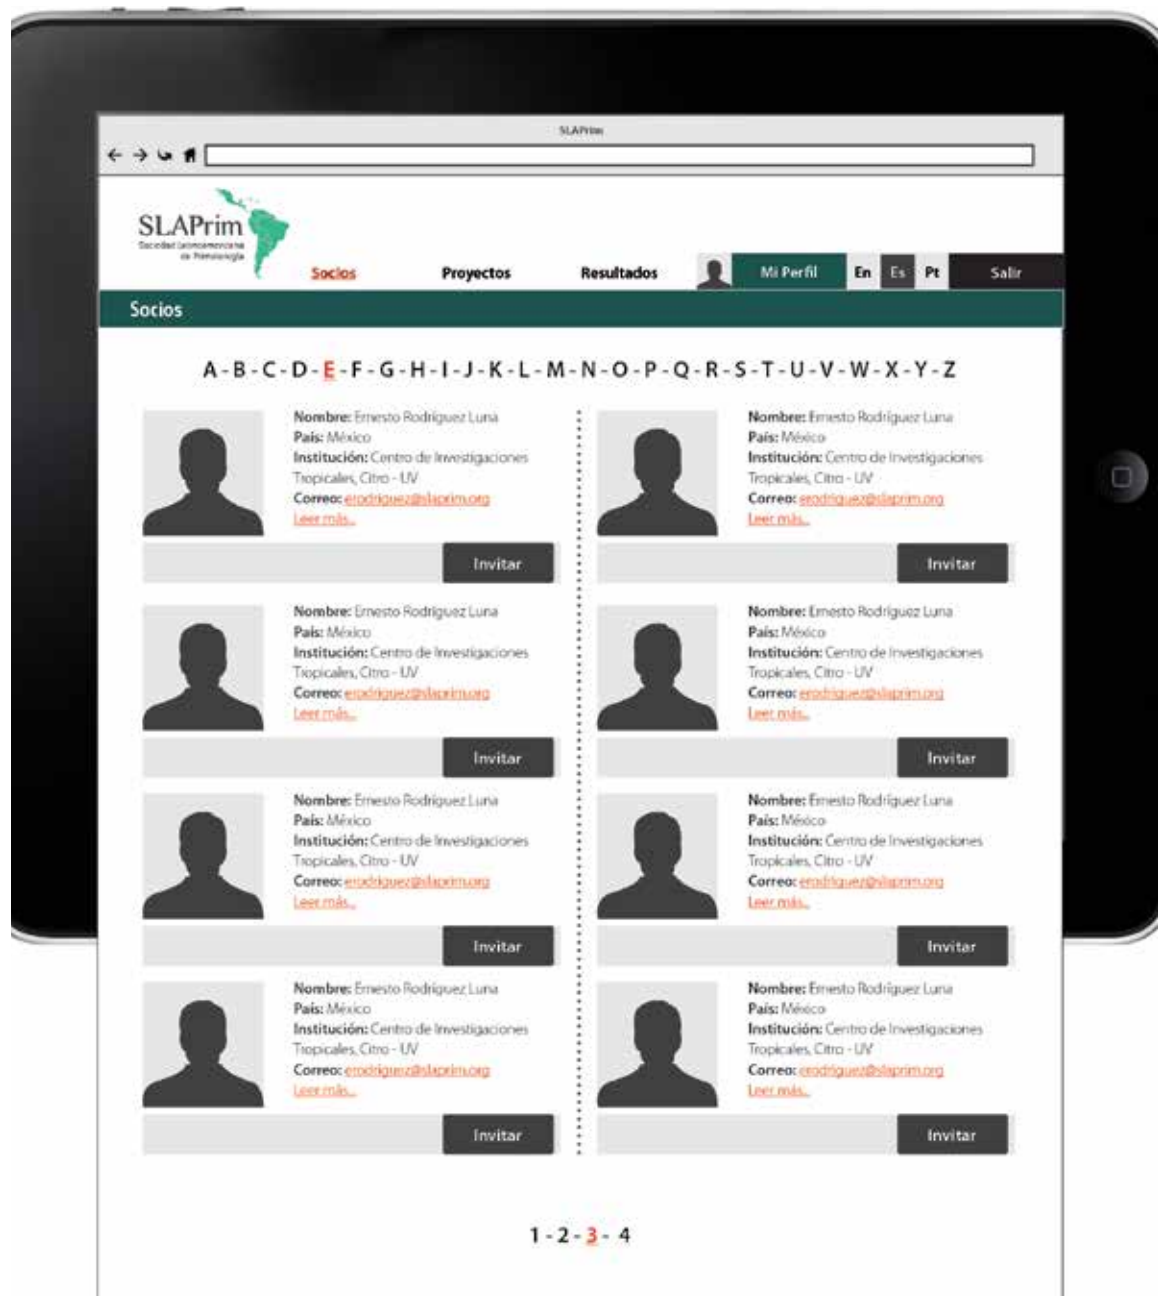 SLAPrim
SLAPrim
Sociedad Latinoamericana
de Primatología
Socios
Proyectos
Resultados
Mi Perfil
En
Es
Pt
Salir
Socios
A - B - C - D - E - F - G - H - I - J - K - L - M - N - O - P - Q - R - S - T - U - V - W - X - Y - Z
Nombre: Ernesto Rodríguez Luna
País: México
Institución: Centro de Investigaciones
Tropicales, Citro - UV
Correo: erodriguez@slaprim.org
Leer más...
Invitar
Nombre: Ernesto Rodríguez Luna
País: México
Institución: Centro de Investigaciones
Tropicales, Citro - UV
Correo: erodriguez@slaprim.org
Leer más...
Invitar
Nombre: Ernesto Rodríguez Luna
País: México
Institución: Centro de Investigaciones
Tropicales, Citro - UV
Correo: erodriguez@slaprim.org
Leer más...
Invitar
Nombre: Ernesto Rodríguez Luna
País: México
Institución: Centro de Investigaciones
Tropicales, Citro - UV
Correo: erodriguez@slaprim.org
Leer más...
Invitar
Nombre: Ernesto Rodríguez Luna
País: México
Institución: Centro de Investigaciones
Tropicales, Citro - UV
Correo: erodriguez@slaprim.org
Leer más...
Invitar
Nombre: Ernesto Rodríguez Luna
País: México
Institución: Centro de Investigaciones
Tropicales, Citro - UV
Correo: erodriguez@slaprim.org
Leer más...
Invitar
Nombre: Ernesto Rodríguez Luna
País: México
Institución: Centro de Investigaciones
Tropicales, Citro - UV
Correo: erodriguez@slaprim.org
Leer más...
Invitar
Nombre: Ernesto Rodríguez Luna
País: México
Institución: Centro de Investigaciones
Tropicales, Citro - UV
Correo: erodriguez@slaprim.org
Leer más...
Invitar
1 - 2 - 3 - 4